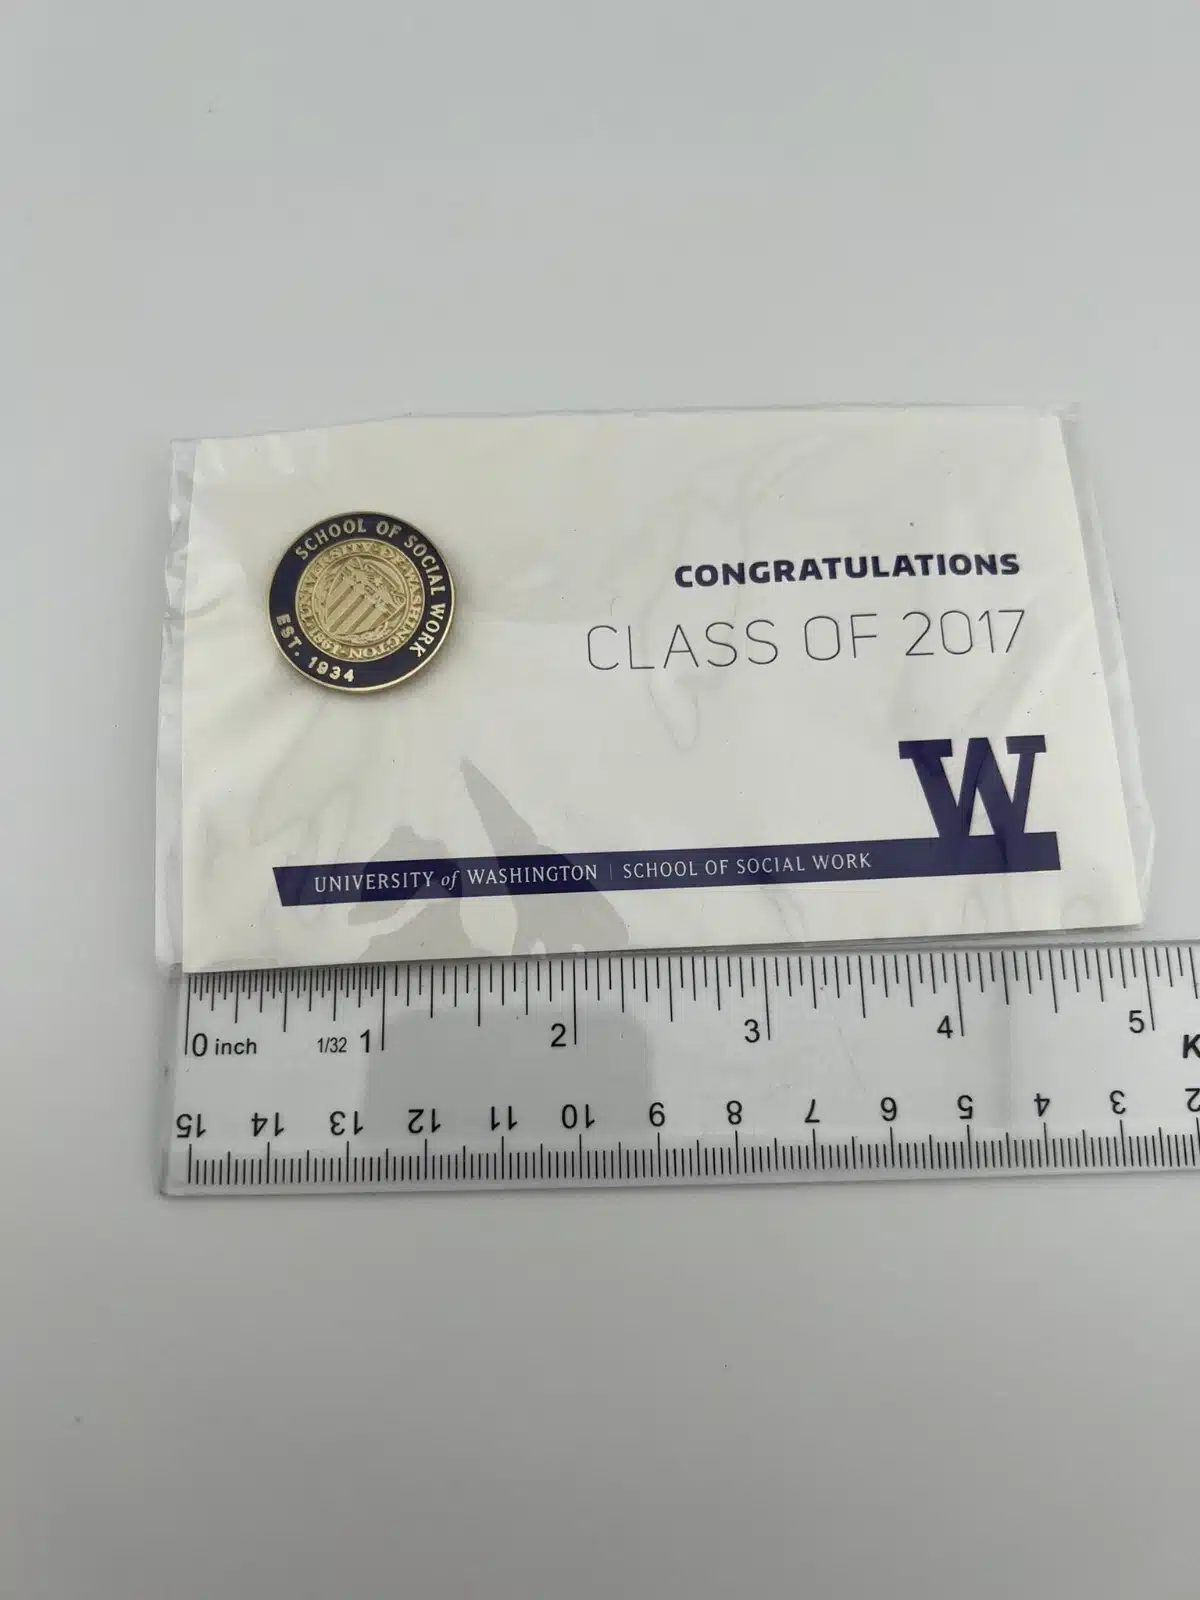 SCHOOL OF SOCIAL WORK
EST. 1934
CONGRATULATIONS
CLASS OF 2017
W
UNIVERSITY of WASHINGTON | SCHOOL OF SOCIAL WORK
0 inch 1/32 1 2 3 4 5
15 14 13 12 11 10 9 8 7 6 5 4 3 2